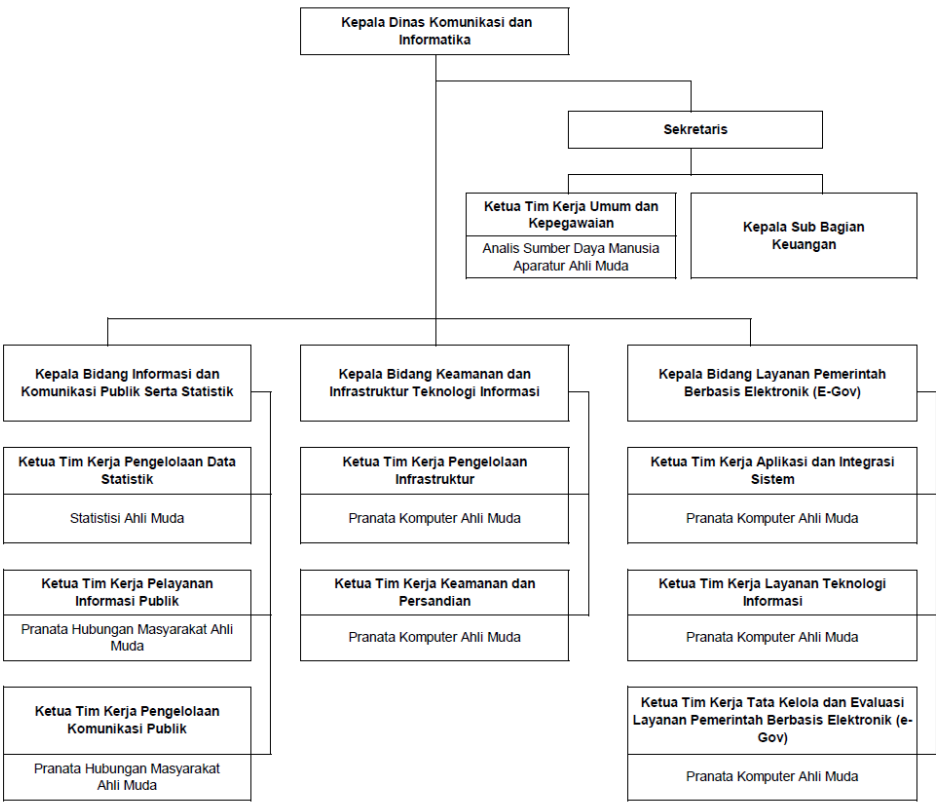 Kepala Dinas Komunikasi dan
Informatika
Sekretaris
Ketua Tim Kerja Umum dan
Kepegawaian
Analis Sumber Daya Manusia
Aparatur Ahli Muda
Kepala Sub Bagian
Keuangan
Kepala Bidang Informasi dan
Komunikasi Publik Serta Statistik
Ketua Tim Kerja Pengelolaan Data
Statistik
Statistisi Ahli Muda
Ketua Tim Kerja Pelayanan
Informasi Publik
Pranata Hubungan Masyarakat Ahli
Muda
Ketua Tim Kerja Pengelolaan
Komunikasi Publik
Pranata Hubungan Masyarakat
Ahli Muda
Kepala Bidang Keamanan dan
Infrastruktur Teknologi Informasi
Ketua Tim Kerja Pengelolaan
Infrastruktur
Pranata Komputer Ahli Muda
Ketua Tim Kerja Keamanan dan
Persandian
Pranata Komputer Ahli Muda
Kepala Bidang Layanan Pemerintah
Berbasis Elektronik (E-Gov)
Ketua Tim Kerja Aplikasi dan Integrasi
Sistem
Pranata Komputer Ahli Muda
Ketua Tim Kerja Layanan Teknologi
Informasi
Pranata Komputer Ahli Muda
Ketua Tim Kerja Tata Kelola dan Evaluasi
Layanan Pemerintah Berbasis Elektronik (e-
Gov)
Pranata Komputer Ahli Muda